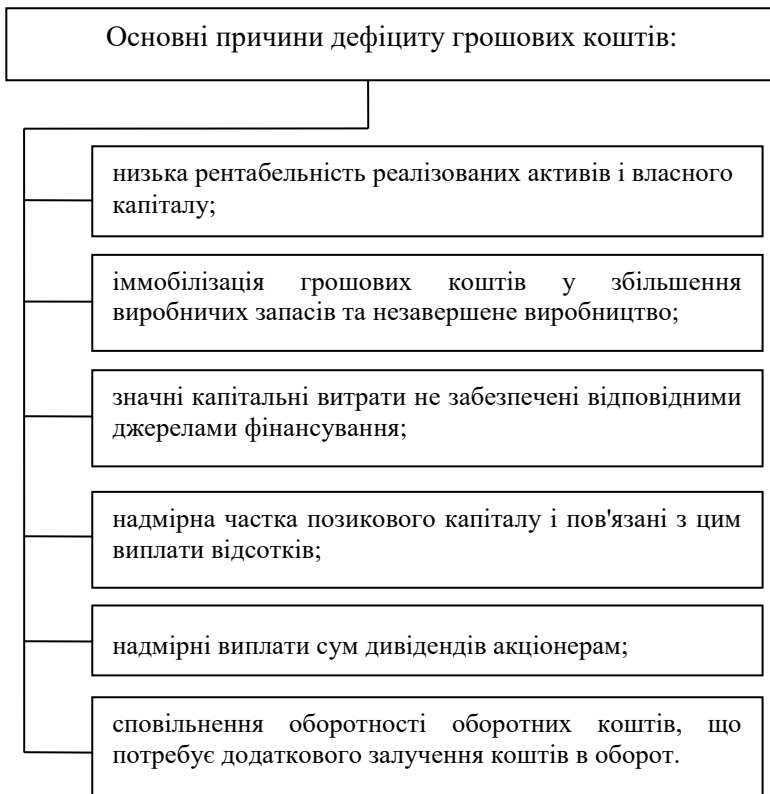 Основні причини дефіциту грошових коштів:
низька рентабельність реалізованих активів і власного
капіталу;
іммобілізація грошових коштів у збільшення
виробничих запасів та незавершене виробництво;
значні капітальні витрати не забезпечені відповідними
джерелами фінансування;
надмірна частка позикового капіталу і пов'язані з цим
виплати відсотків;
надмірні виплати сум дивідендів акціонерам;
сповільнення оборотності оборотних коштів, що
потребує додаткового залучення коштів в оборот.